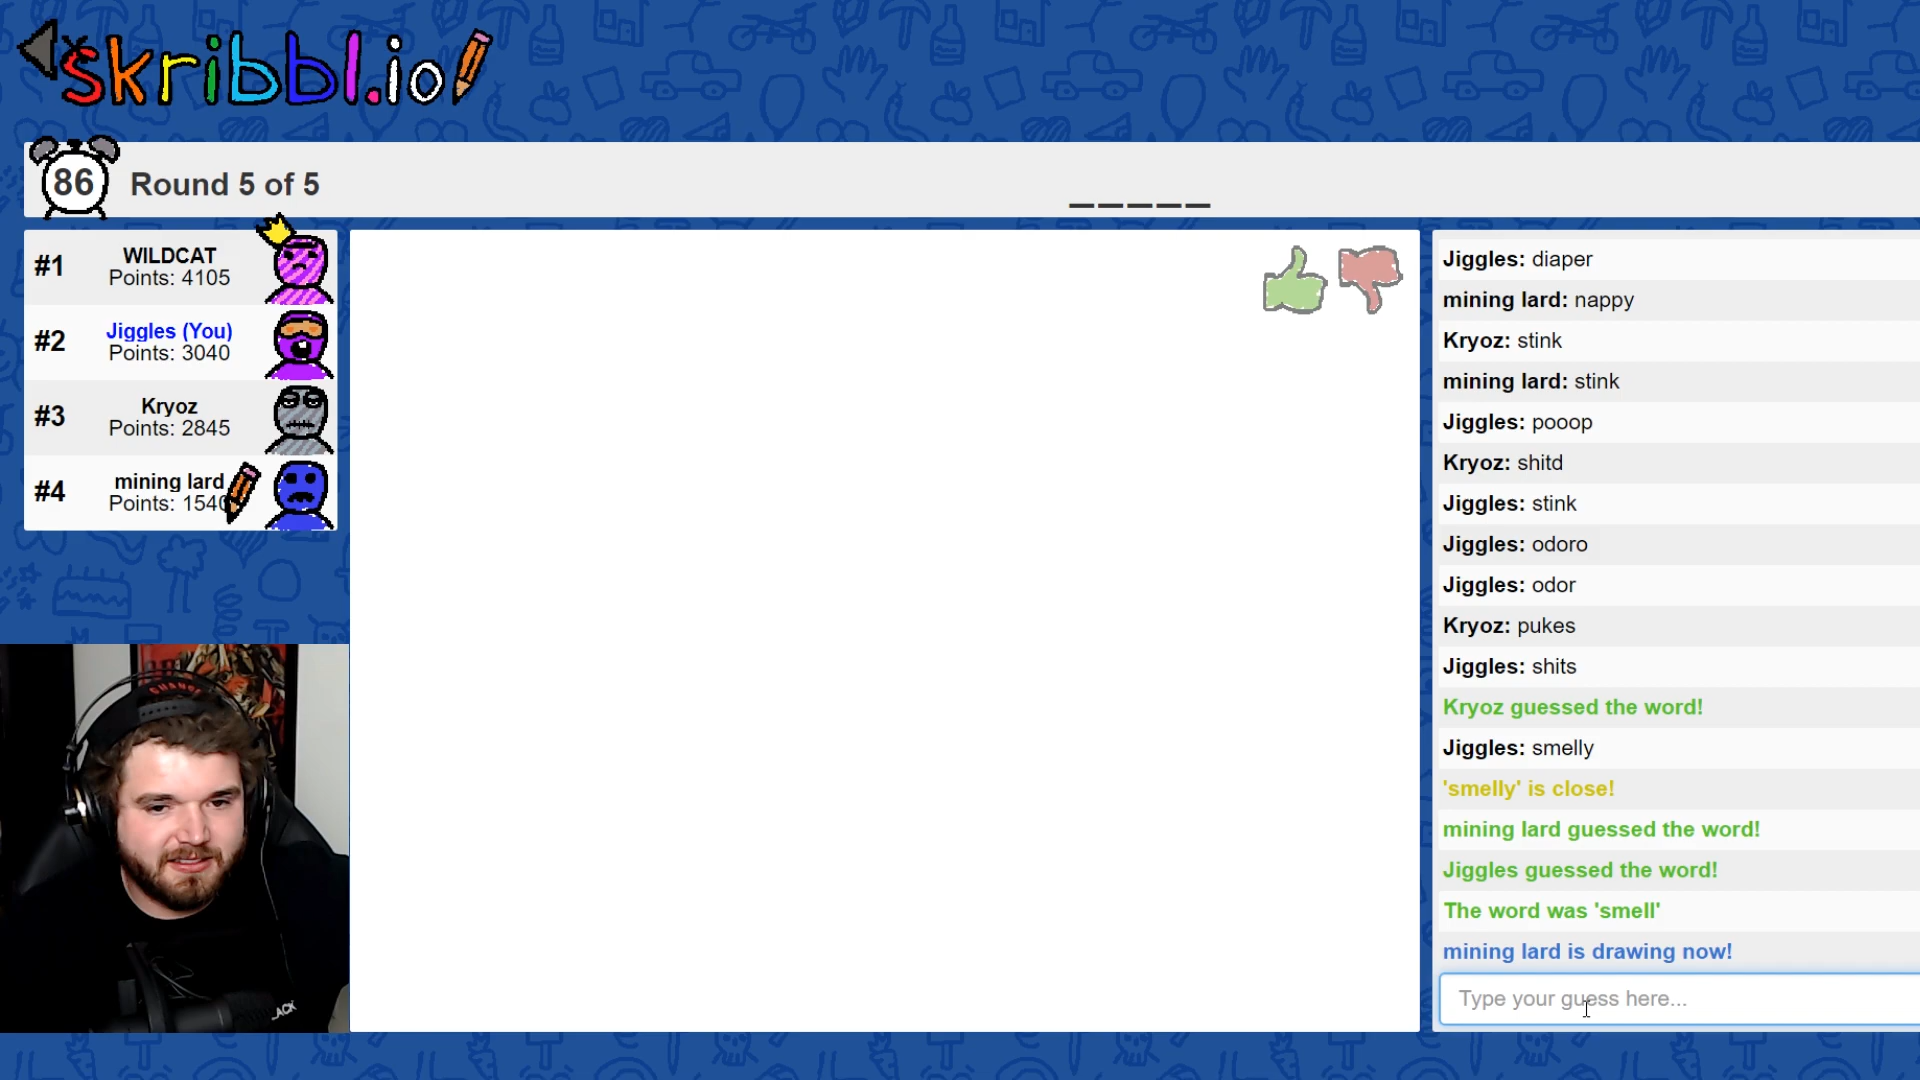 skribbl.io
86
Round 5 of 5
_____
#1
WILDCAT
Points: 4105
#2
Jiggles (You)
Points: 3040
#3
Kryoz
Points: 2845
#4
mining lard
Points: 1540
Jiggles: diaper
mining lard: nappy
Kryoz: stink
mining lard: stink
Jiggles: pooop
Kryoz: shitd
Jiggles: stink
Jiggles: odoro
Jiggles: odor
Kryoz: pukes
Jiggles: shits
Kryoz guessed the word!
Jiggles: smelly
'smelly' is close!
mining lard guessed the word!
Jiggles guessed the word!
The word was 'smell'
mining lard is drawing now!
Type your guess here...